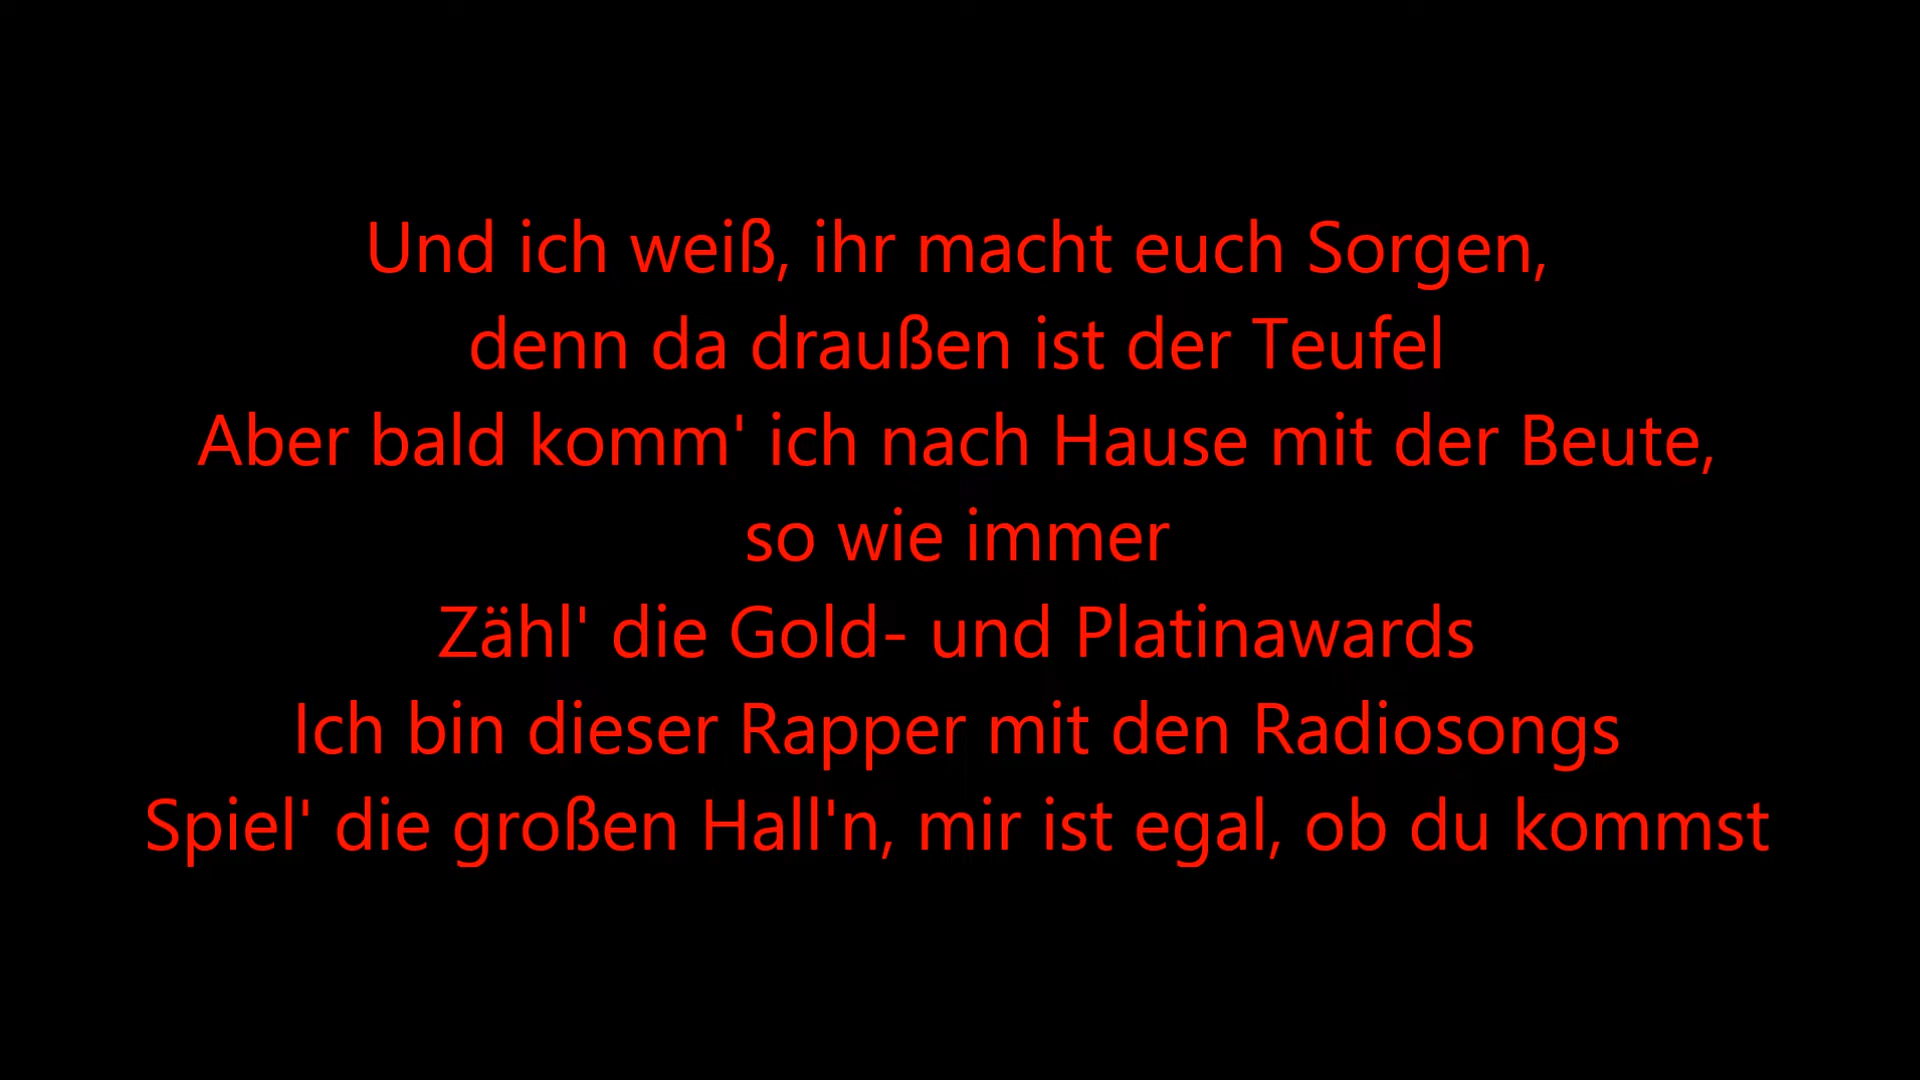 Und ich weiß, ihr macht euch Sorgen,
denn da draußen ist der Teufel
Aber bald komm' ich nach Hause mit der Beute,
so wie immer
Zähl' die Gold- und Platinawards
Ich bin dieser Rapper mit den Radiosongs
Spiel' die großen Hall'n, mir ist egal, ob du kommst